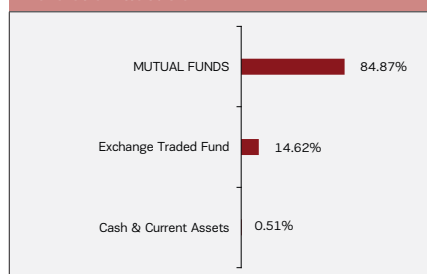 MUTUAL FUNDS 84.87%
Exchange Traded Fund 14.62%
Cash & Current Assets 0.51%